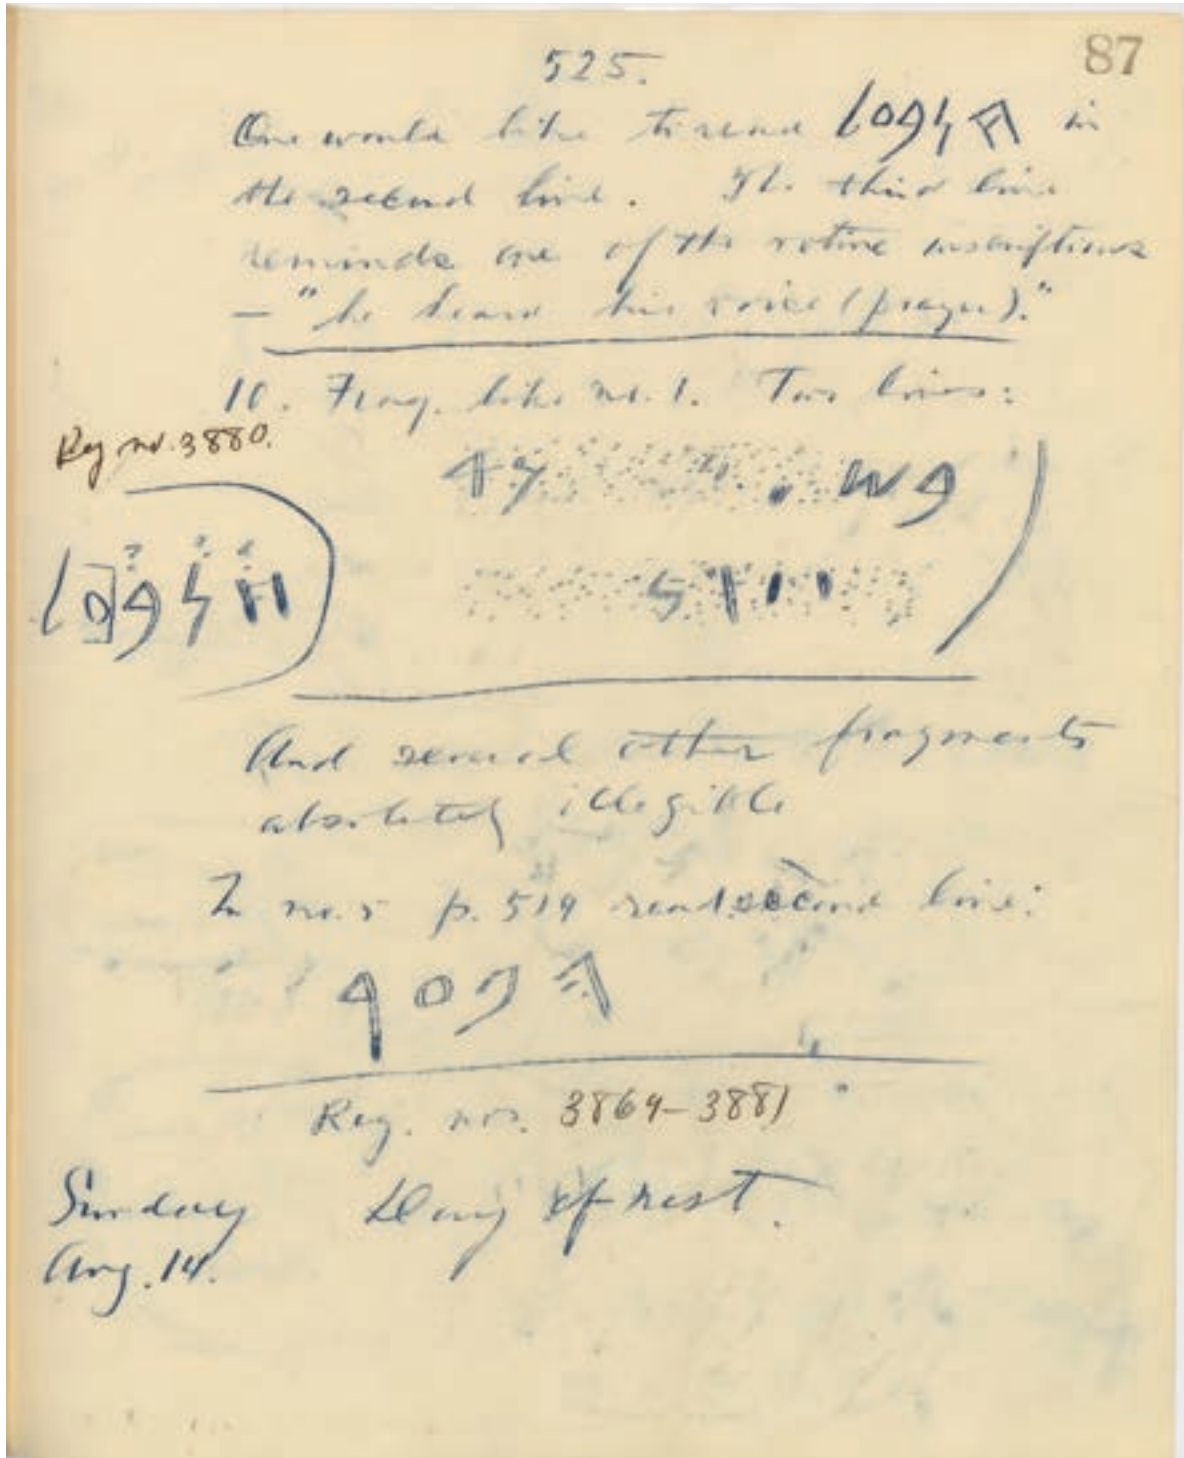 87
525.
One would like to read in
the second line. The third line
reminds one of the votive inscriptions
— "he heard his voice (prayer)."
10. Frag. like no. 1. Two lines:
Reg no. 3880.
And several other fragments
absolutely illegible
In no. 5 p. 519 read second line:
Reg. nos. 3864-3881
Sunday Day of rest.
Aug. 14.